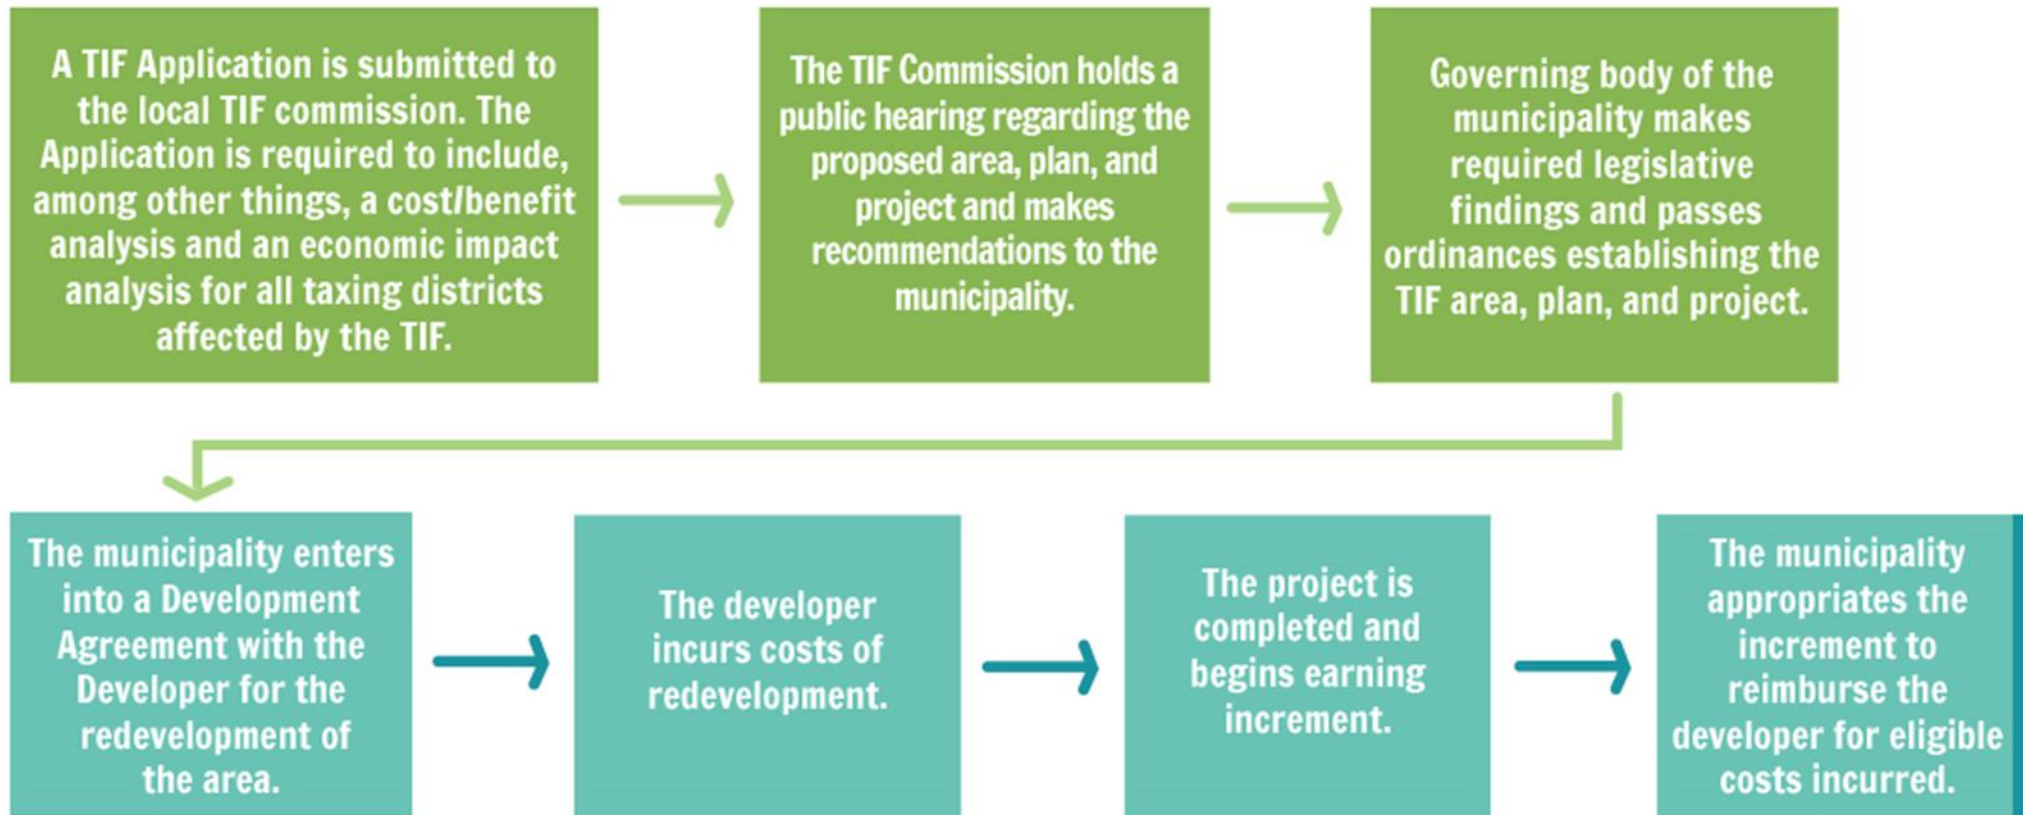 A TIF Application is submitted to
the local TIF commission. The
Application is required to include,
among other things, a cost/benefit
analysis and an economic impact
analysis for all taxing districts
affected by the TIF.
The TIF Commission holds a
public hearing regarding the
proposed area, plan, and
project and makes
recommendations to the
municipality.
Governing body of the
municipality makes
required legislative
findings and passes
ordinances establishing the
TIF area, plan, and project.
The municipality enters
into a Development
Agreement with the
Developer for the
redevelopment of
the area.
The developer
incurs costs of
redevelopment.
The project is
completed and
begins earning
increment.
The municipality
appropriates the
increment to
reimburse the
developer for eligible
costs incurred.